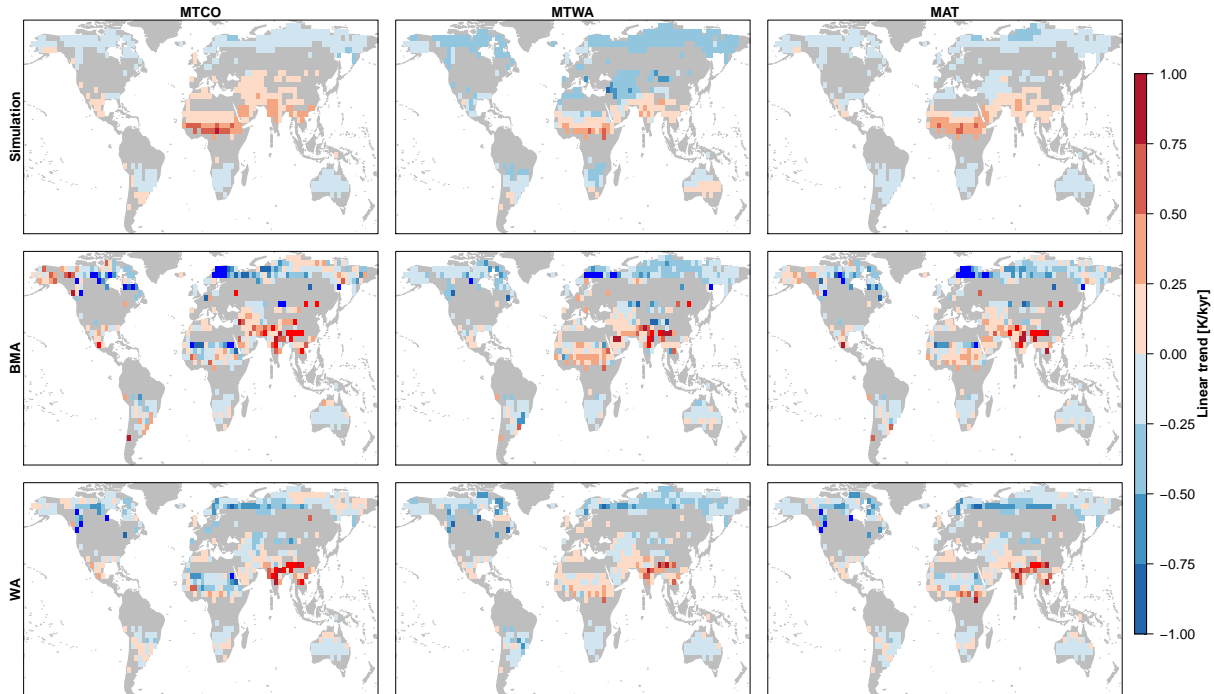 MTCO
MTWA
MAT
Simulation
BMA
WA
1.00
0.75
0.50
0.25
0.00
−0.25
−0.50
−0.75
−1.00
Linear trend [K/kyr]